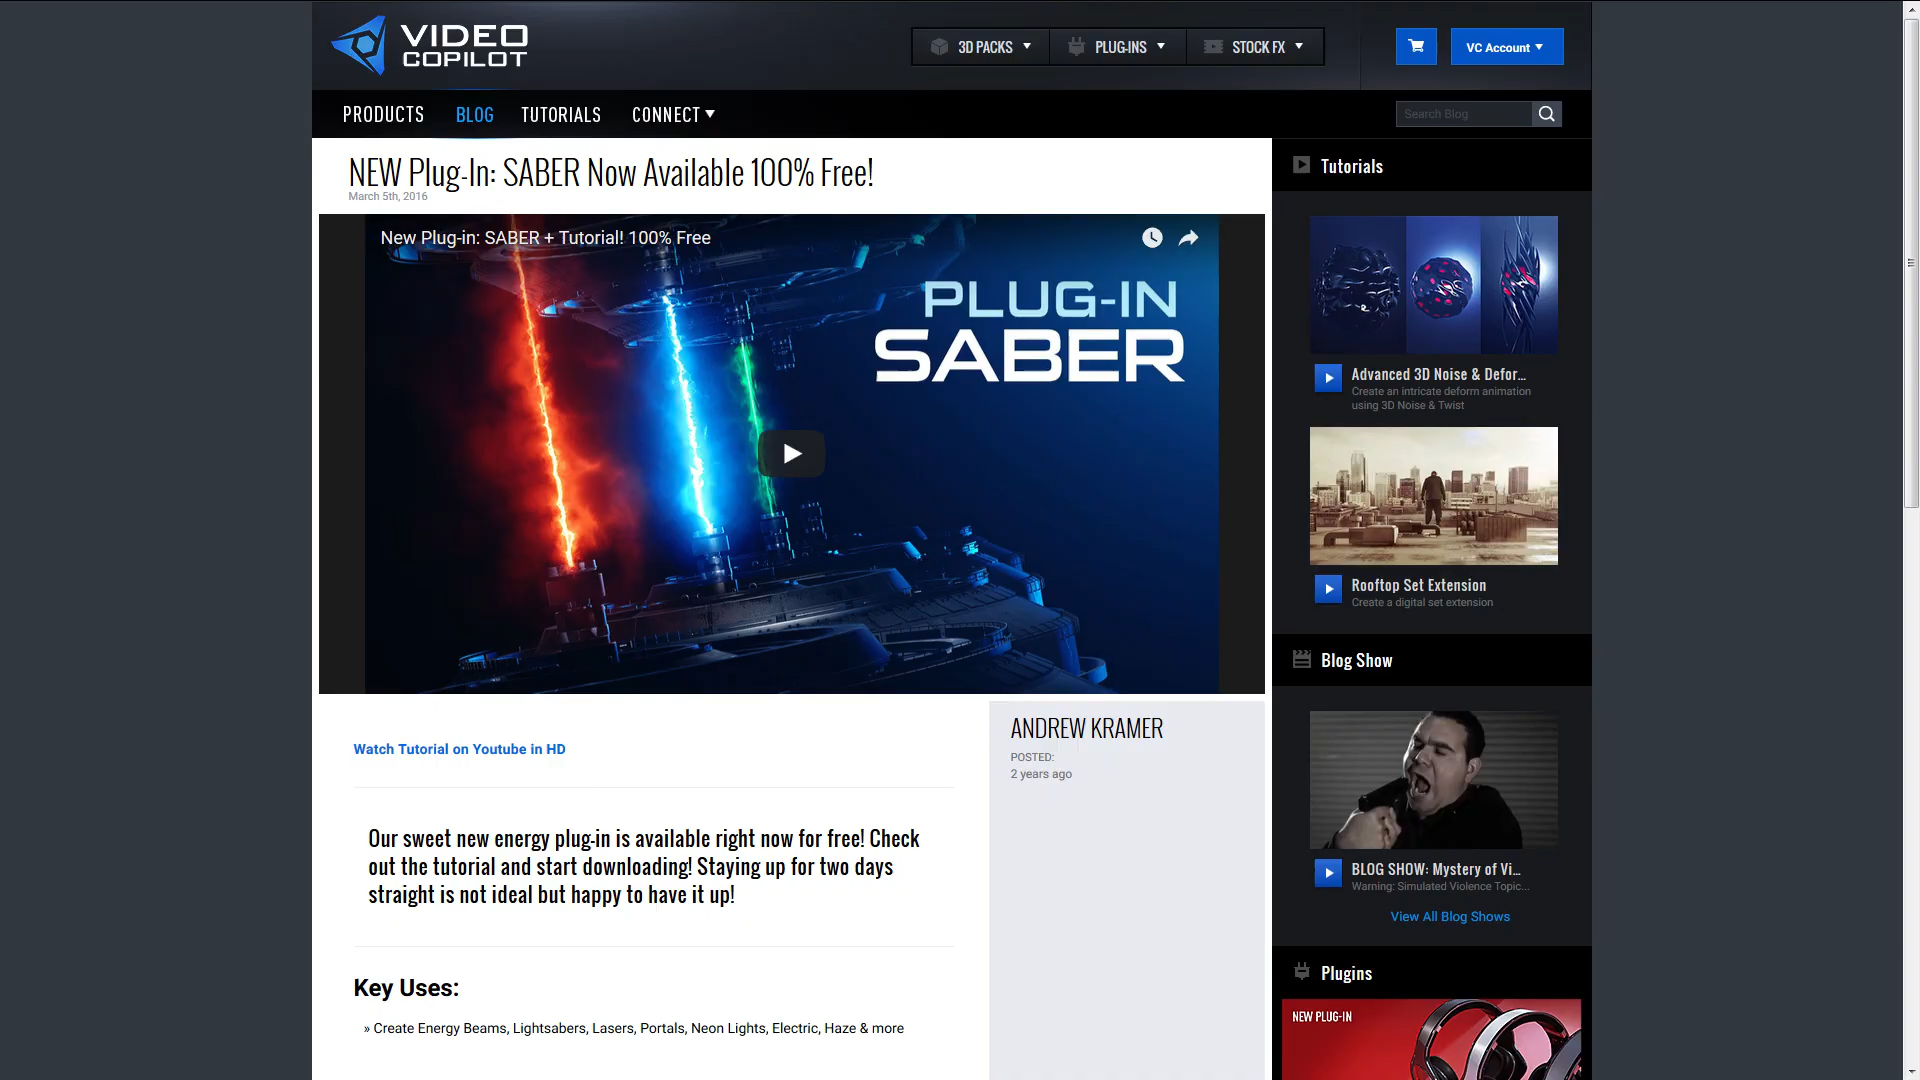 VIDEO
COPILOT
3D PACKS
PLUG-INS
STOCK FX
VC Account
PRODUCTS
BLOG
TUTORIALS
CONNECT
Search Blog
NEW Plug-In: SABER Now Available 100% Free!
March 5th, 2016
New Plug-in: SABER + Tutorial! 100% Free
PLUG-IN
SABER
Watch Tutorial on Youtube in HD
Our sweet new energy plug-in is available right now for free! Check
out the tutorial and start downloading! Staying up for two days
straight is not ideal but happy to have it up!
Key Uses:
» Create Energy Beams, Lightsabers, Lasers, Portals, Neon Lights, Electric, Haze & more
ANDREW KRAMER
POSTED:
2 years ago
Tutorials
Advanced 3D Noise & Defor...
Create an intricate deform animation
using 3D Noise & Twist
Rooftop Set Extension
Create a digital set extension
Blog Show
BLOG SHOW: Mystery of Vi...
Warning: Simulated Violence Topic...
View All Blog Shows
Plugins
NEW PLUG-IN